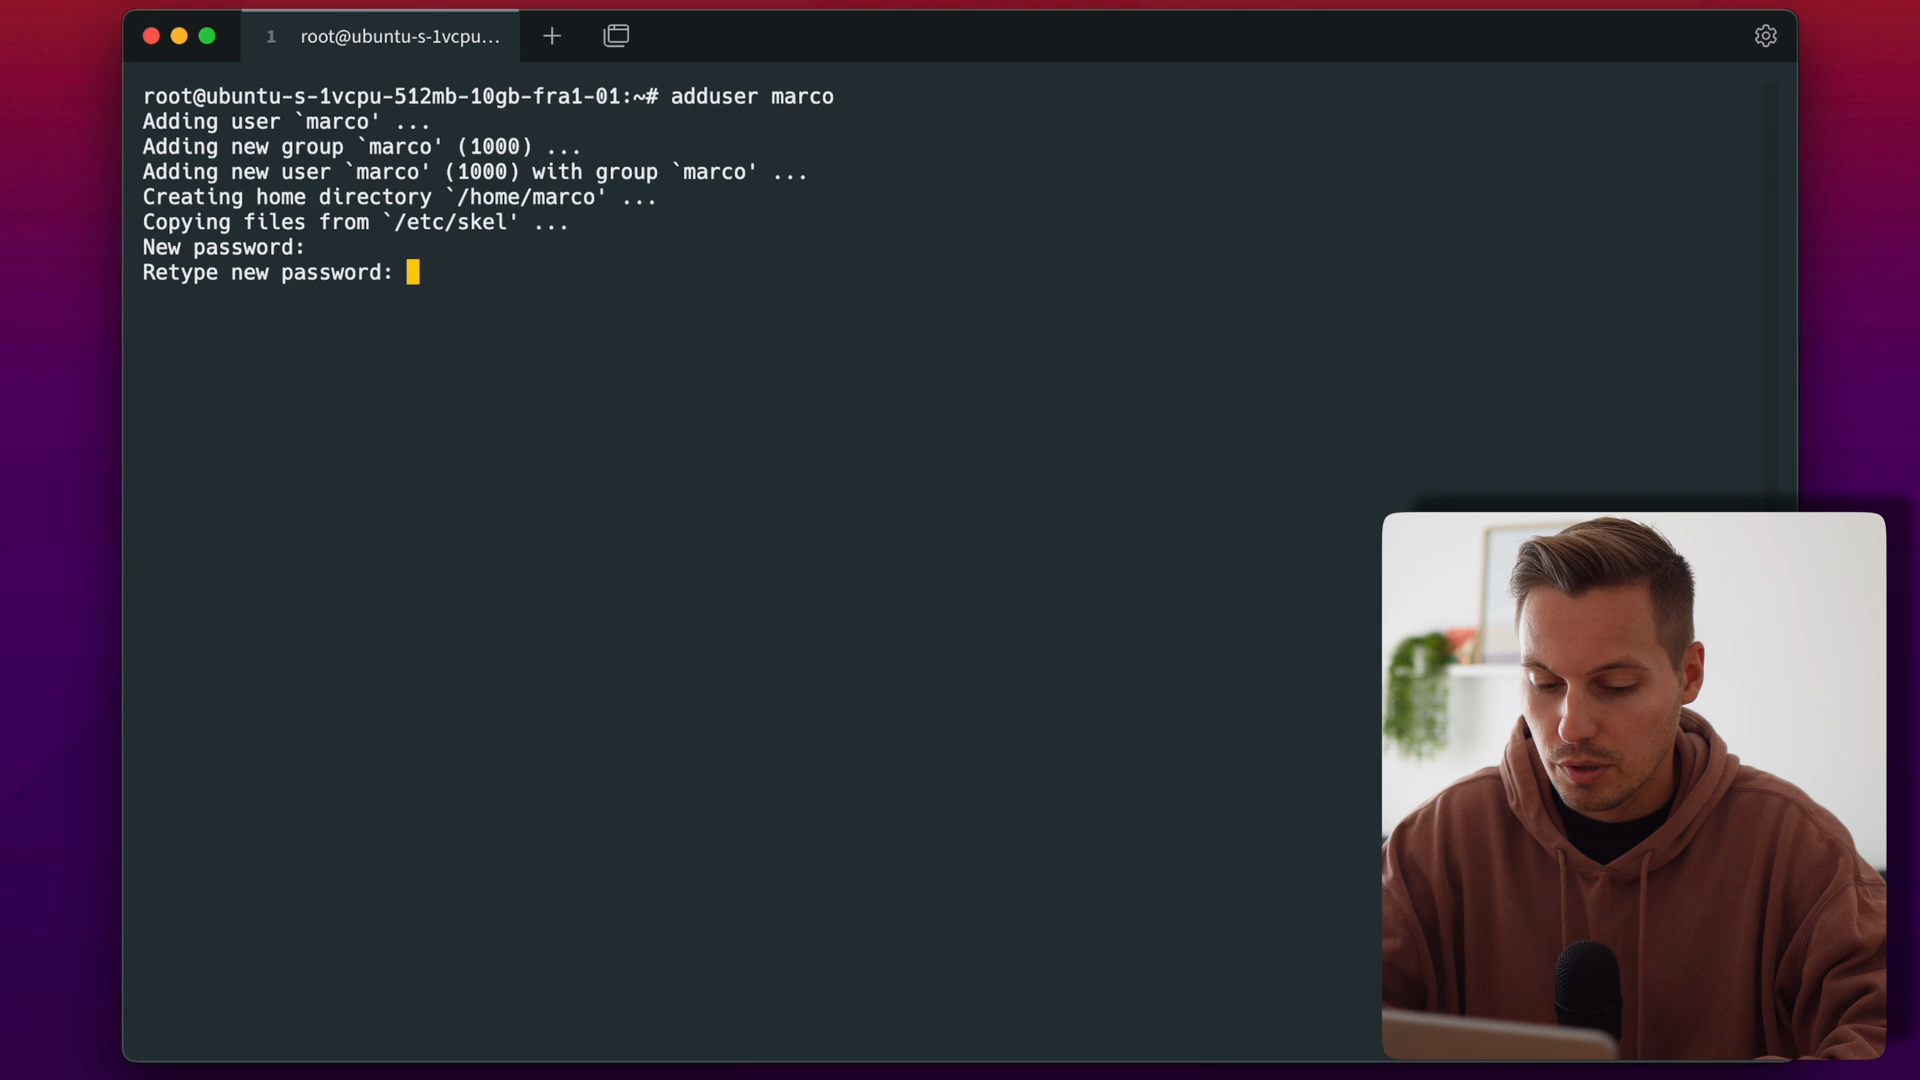 1 root@ubuntu-s-1vcpu...
root@ubuntu-s-1vcpu-512mb-10gb-fra1-01:~# adduser marco
Adding user `marco' ...
Adding new group `marco' (1000) ...
Adding new user `marco' (1000) with group `marco' ...
Creating home directory `/home/marco' ...
Copying files from `/etc/skel' ...
New password:
Retype new password: